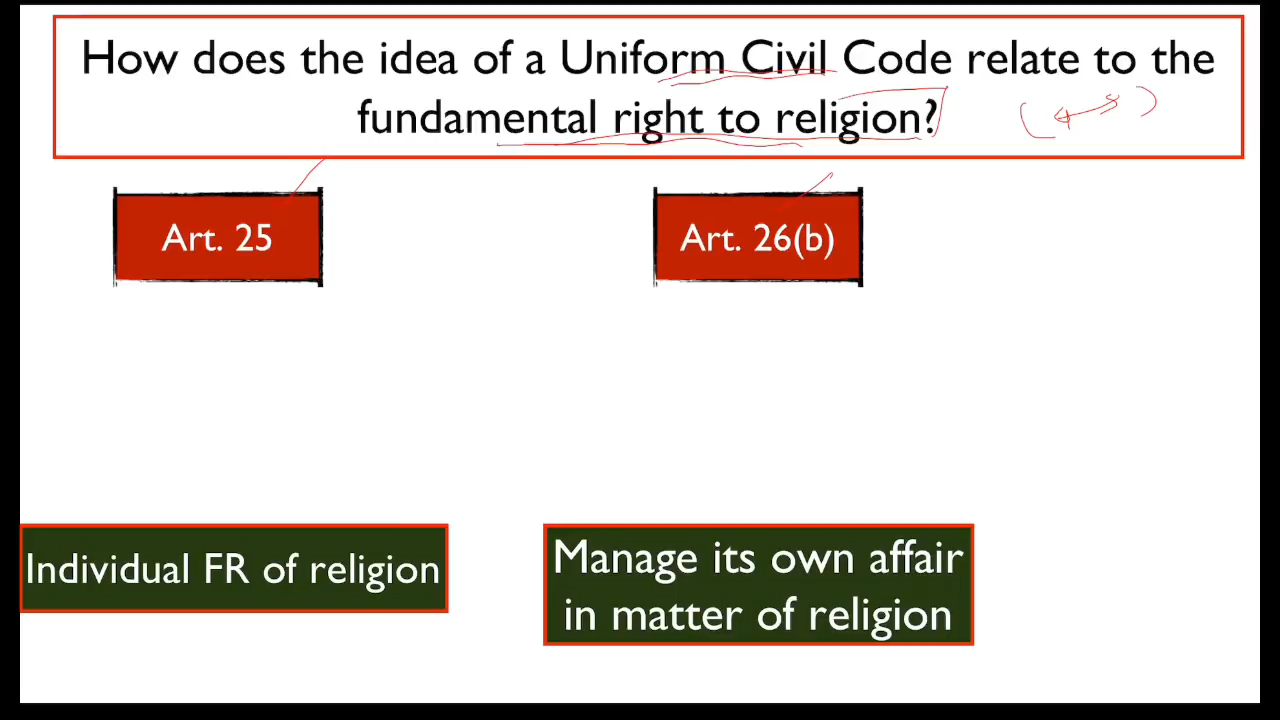 How does the idea of a Uniform Civil Code relate to the
fundamental right to religion?
Art. 25
Art. 26(b)
Individual FR of religion
Manage its own affair
in matter of religion